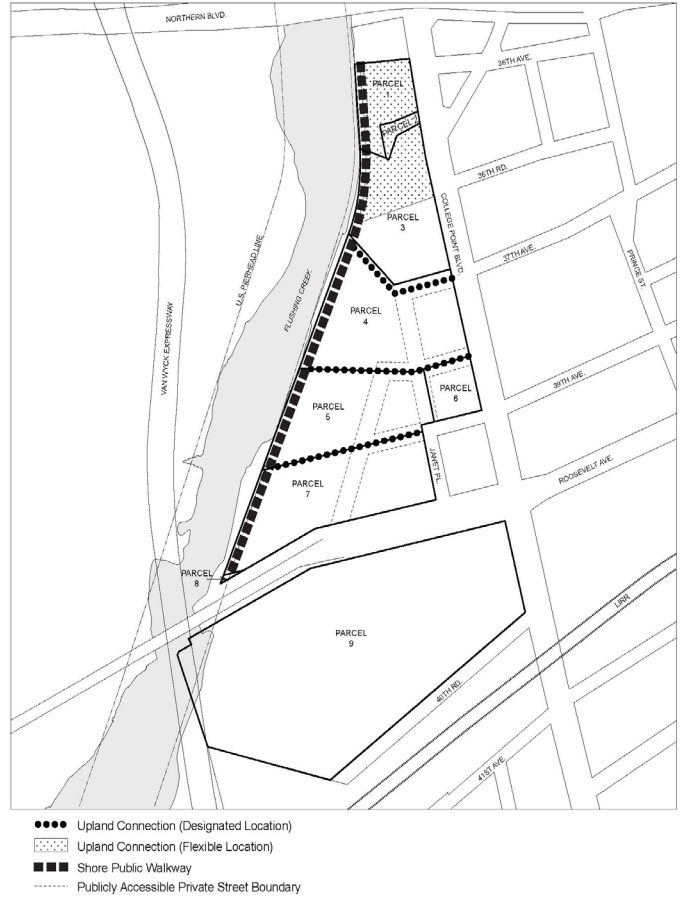 NORTHERN BLVD.
36TH AVE.
PARCEL
1
PARCEL 2
36TH RD.
COLLEGE POINT BLVD.
PARCEL
3
37TH AVE.
PRINCE ST.
U.S. PIERHEAD LINE
FLUSHING CREEK
VAN WYCK EXPRESSWAY
PARCEL
4
39TH AVE.
PARCEL
6
PARCEL
5
JANET PL.
ROOSEVELT AVE.
PARCEL
7
PARCEL
8
LIRR
PARCEL
9
40TH RD.
41ST AVE.
Upland Connection (Designated Location)
Upland Connection (Flexible Location)
Shore Public Walkway
Publicly Accessible Private Street Boundary